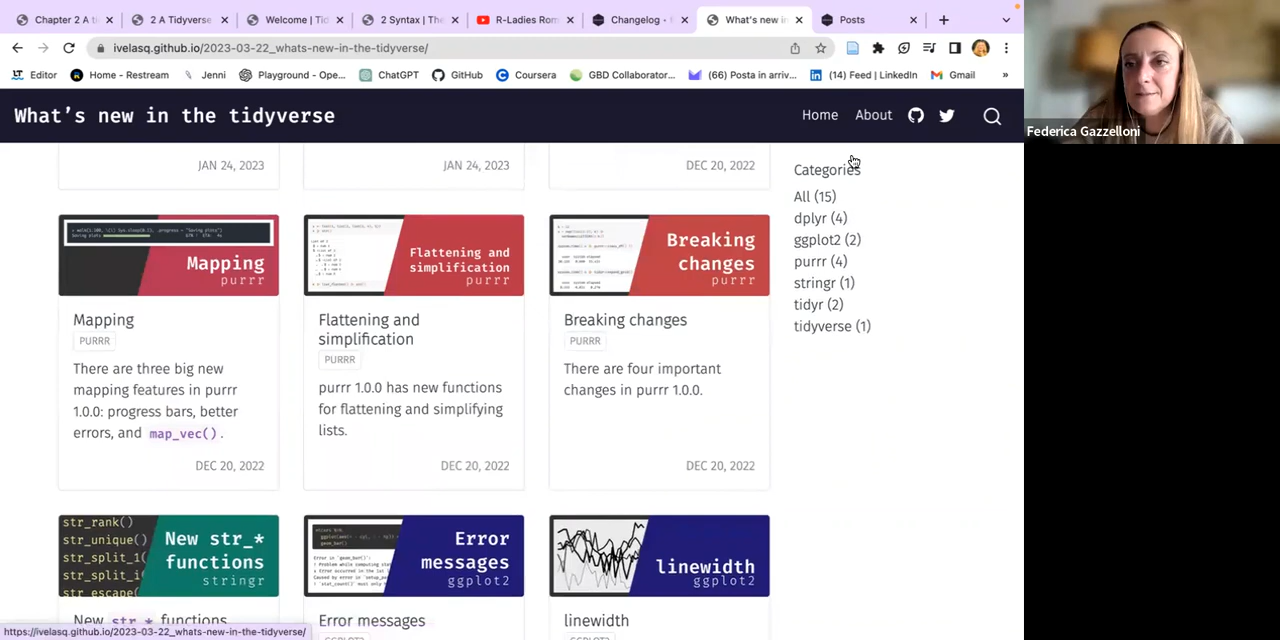 Chapter 2 A t
2 A Tidyverse
Welcome | Tid
2 Syntax | The
R-Ladies Rom
Changelog •
What's new in
Posts
ivelasq.github.io/2023-03-22_whats-new-in-the-tidyverse/
Editor
Home - Restream
Jenni
Playground - Ope...
ChatGPT
GitHub
Coursera
GBD Collaborator...
(66) Posta in arriv...
(14) Feed | LinkedIn
Gmail
»
What's new in the tidyverse
Home
About
JAN 24, 2023
JAN 24, 2023
DEC 20, 2022
Categories
All (15)
dplyr (4)
ggplot2 (2)
purrr (4)
stringr (1)
tidyr (2)
tidyverse (1)
Mapping
purrr
Flattening and
simplification
purrr
Breaking
changes
purrr
Mapping
PURRR
There are three big new
mapping features in purrr
1.0.0: progress bars, better
errors, and map_vec().
DEC 20, 2022
Flattening and
simplification
PURRR
purrr 1.0.0 has new functions
for flattening and simplifying
lists.
DEC 20, 2022
Breaking changes
PURRR
There are four important
changes in purrr 1.0.0.
DEC 20, 2022
str_rank()
str_unique()
str_split_1(
str_split_i(
str_escape(
New str_*
functions
stringr
Error
messages
ggplot2
linewidth
ggplot2
New str_* functions
Error messages
linewidth
https://ivelasq.github.io/2023-03-22_whats-new-in-the-tidyverse/
Federica Gazzelloni